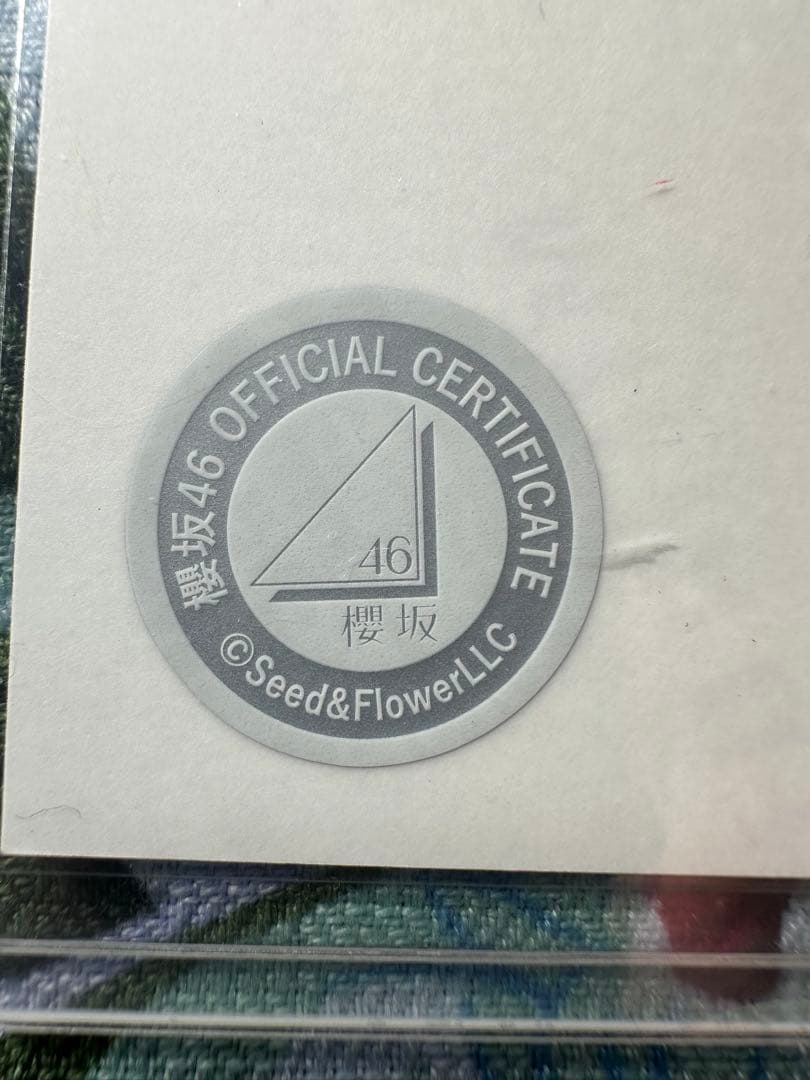 櫻坂46 OFFICIAL CERTIFICATE
46
櫻坂
©Seed&FlowerLLC